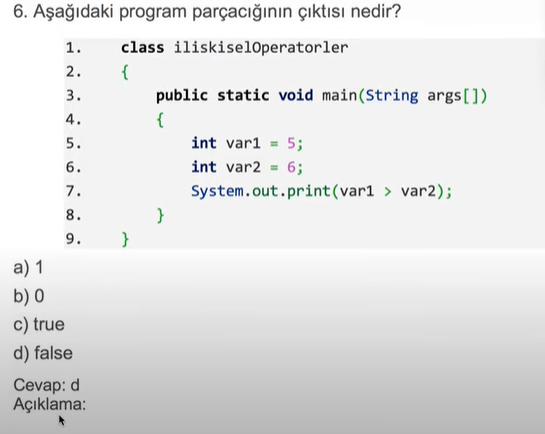 6. Aşağıdaki program parçacığının çıktısı nedir?
1. class iliskiselOperatorler
2. {
3. public static void main(String args[])
4. {
5. int var1 = 5;
6. int var2 = 6;
7. System.out.print(var1 > var2);
8. }
9. }
a) 1
b) 0
c) true
d) false
Cevap: d
Açıklama: